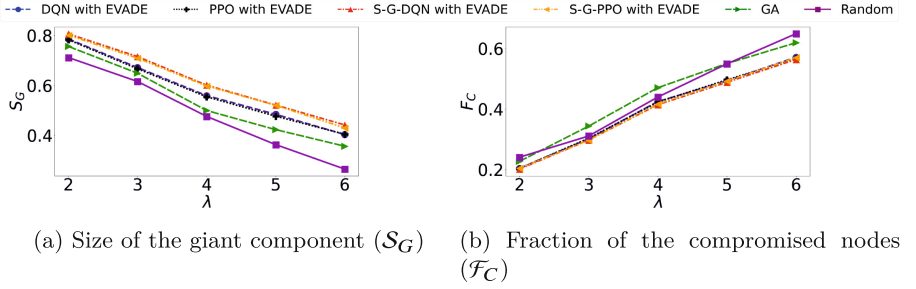 DQN with EVADE PPO with EVADE S-G-DQN with EVADE S-G-PPO with EVADE GA Random
0.8
0.6
0.4
S_G
2 3 4 5 6
λ
0.6
0.4
0.2
F_C
2 3 4 5 6
λ
(a) Size of the giant component (𝒮_G)
(b) Fraction of the compromised nodes
(ℱ_C)